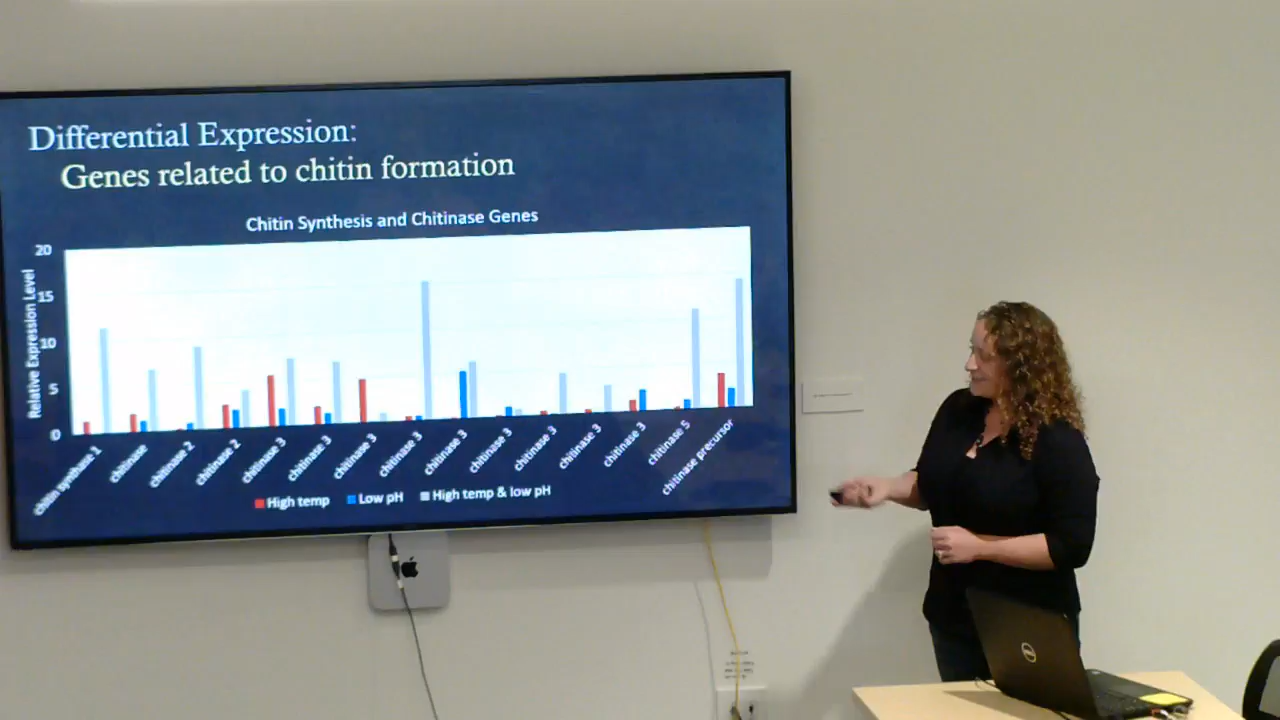 Differential Expression:
Genes related to chitin formation
Chitin Synthesis and Chitinase Genes
Relative Expression Level
20
15
10
5
0
chitin synthase 1
chitinase
chitinase 2
chitinase 2
chitinase 3
chitinase 3
chitinase 3
chitinase 3
chitinase 3
chitinase 3
chitinase 3
chitinase 3
chitinase 3
chitinase 5
chitinase precursor
High temp
Low pH
High temp & low pH
DELL